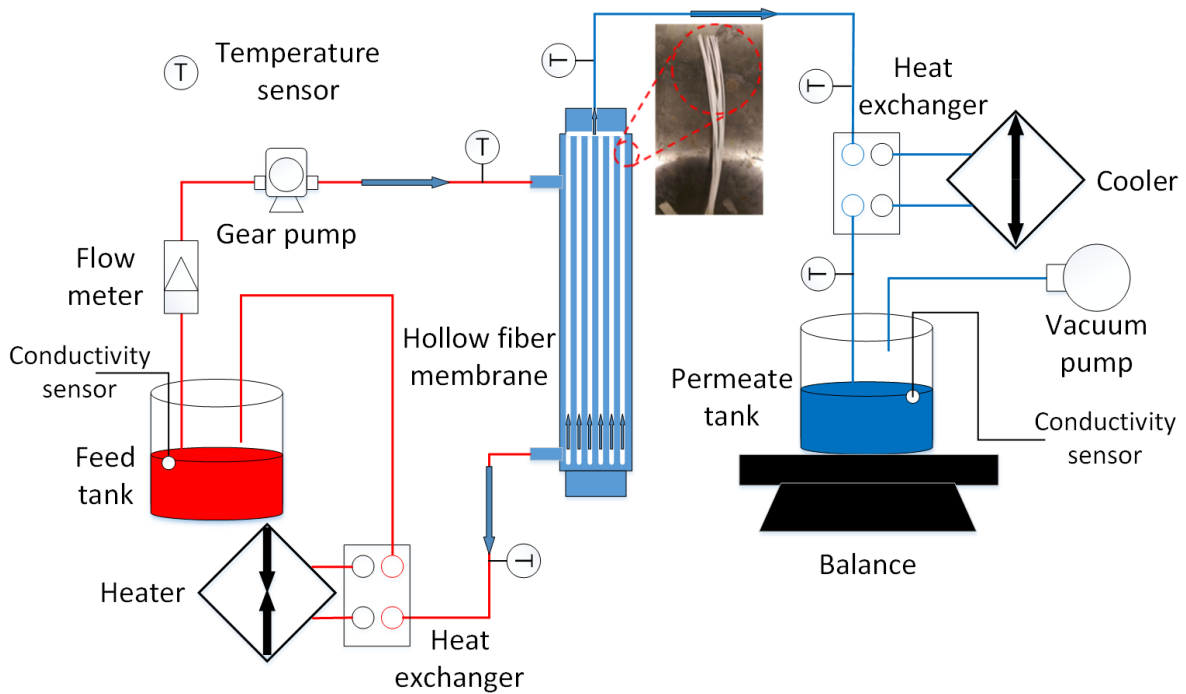 Temperature
sensor
T
T
T
T
Heat
exchanger
Cooler
T
Gear pump
Flow
meter
Conductivity
sensor
Feed
tank
Hollow fiber
membrane
Permeate
tank
Vacuum
pump
Conductivity
sensor
T
Heater
Heat
exchanger
Balance